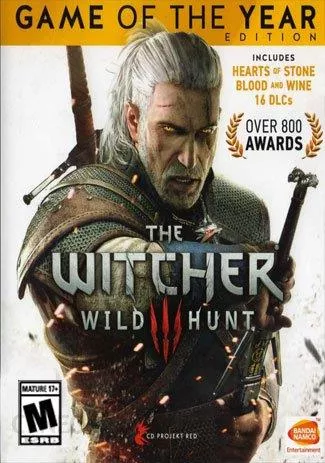 GAME OF THE YEAR
EDITION
INCLUDES
HEARTS OF STONE
BLOOD AND WINE
16 DLCs
OVER 800
AWARDS
THE
WITCHER
WILD III HUNT
MATURE 17+
M
ESRB
CD PROJEKT RED
BANDAI
NAMCO
Entertainment